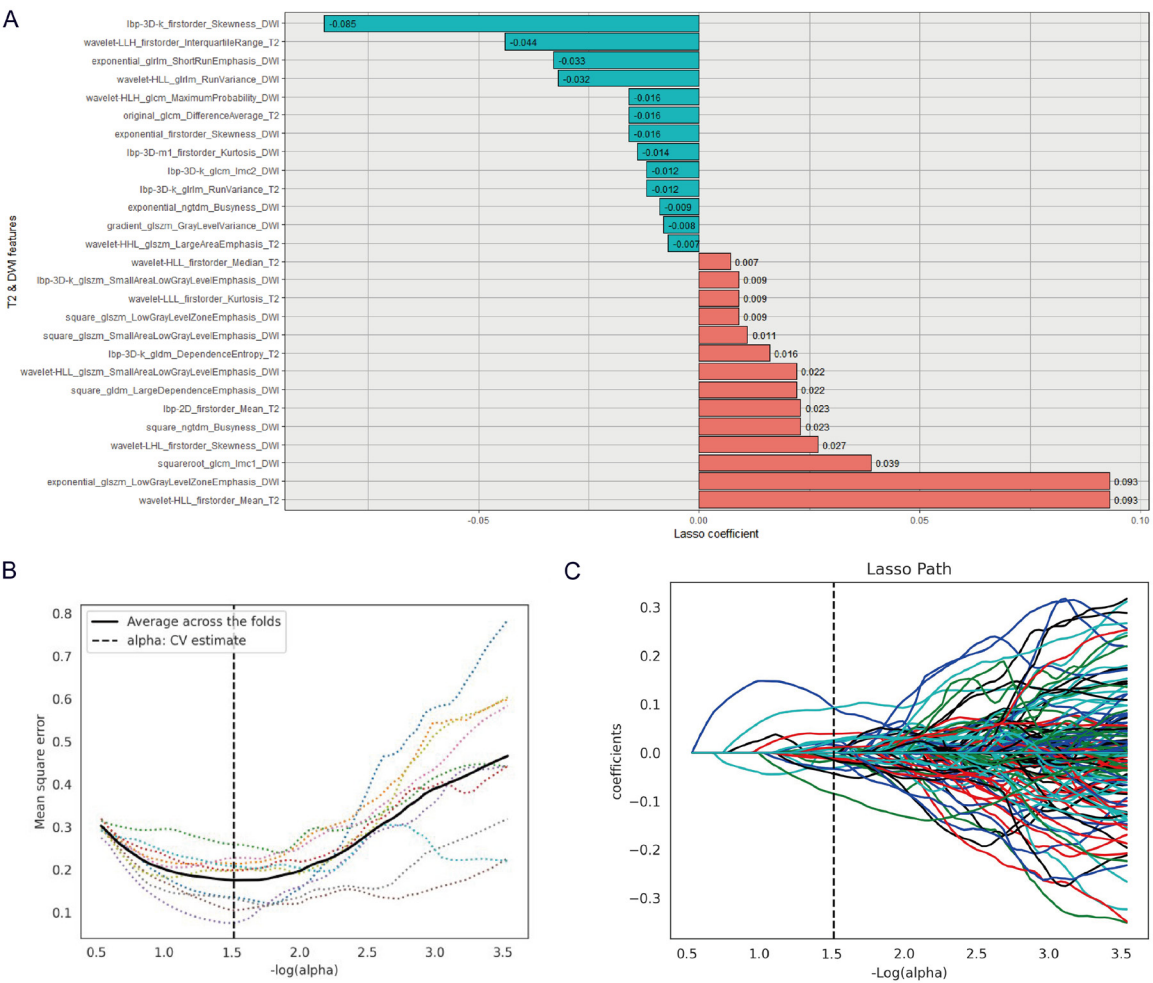 A
lbp-3D-k_firstorder_Skewness_DWI
-0.085
wavelet-LLH_firstorder_InterquartileRange_T2
-0.044
exponential_glrlm_ShortRunEmphasis_DWI
-0.033
wavelet-HLL_glrlm_RunVariance_DWI
-0.032
wavelet-HLH_glcm_MaximumProbability_DWI
-0.016
original_glcm_DifferenceAverage_T2
-0.016
exponential_firstorder_Skewness_DWI
-0.016
lbp-3D-m1_firstorder_Kurtosis_DWI
-0.014
lbp-3D-k_glcm_Imc2_DWI
-0.012
lbp-3D-k_glrlm_RunVariance_T2
-0.012
exponential_ngtdm_Busyness_DWI
-0.009
gradient_glszm_GrayLevelVariance_DWI
-0.008
wavelet-HHL_glszm_LargeAreaEmphasis_T2
-0.007
wavelet-HLL_firstorder_Median_T2
0.007
lbp-3D-k_glszm_SmallAreaLowGrayLevelEmphasis_DWI
0.009
wavelet-LLL_firstorder_Kurtosis_T2
0.009
square_glszm_LowGrayLevelZoneEmphasis_DWI
0.009
square_glszm_SmallAreaLowGrayLevelEmphasis_DWI
0.011
lbp-3D-k_gldm_DependenceEntropy_T2
0.016
wavelet-HLL_glszm_SmallAreaLowGrayLevelEmphasis_DWI
0.022
square_gldm_LargeDependenceEmphasis_DWI
0.022
lbp-2D_firstorder_Mean_T2
0.023
square_ngtdm_Busyness_DWI
0.023
wavelet-LHL_firstorder_Skewness_DWI
0.027
squareroot_glcm_Imc1_DWI
0.039
exponential_glszm_LowGrayLevelZoneEmphasis_DWI
0.093
wavelet-HLL_firstorder_Mean_T2
0.093
T2 & DWI features
-0.05
0.00
0.05
0.10
Lasso coefficient
B
Average across the folds
alpha: CV estimate
0.8
0.7
0.6
0.5
0.4
0.3
0.2
0.1
Mean square error
0.5
1.0
1.5
2.0
2.5
3.0
3.5
-log(alpha)
C
Lasso Path
0.3
0.2
0.1
0.0
−0.1
−0.2
−0.3
coefficients
0.5
1.0
1.5
2.0
2.5
3.0
3.5
-Log(alpha)